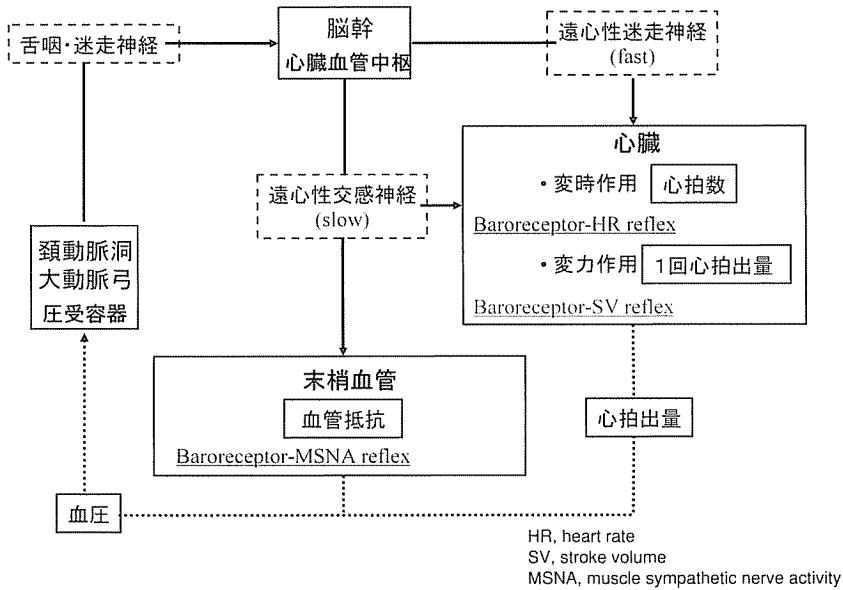 舌咽・迷走神経
脳幹
心臓血管中枢
遠心性迷走神経
(fast)
心臓
・変時作用 心拍数
Baroreceptor-HR reflex
・変力作用 1回心拍出量
Baroreceptor-SV reflex
遠心性交感神経
(slow)
頚動脈洞
大動脈弓
圧受容器
末梢血管
血管抵抗
Baroreceptor-MSNA reflex
心拍出量
血圧
HR, heart rate
SV, stroke volume
MSNA, muscle sympathetic nerve activity